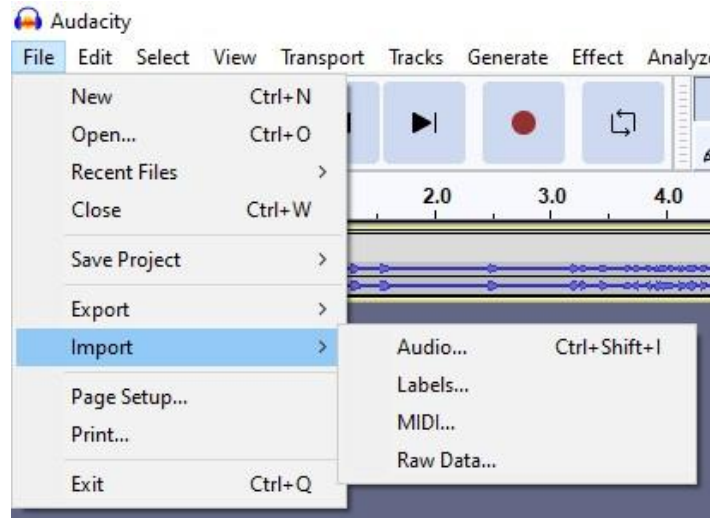 Audacity
File Edit Select View Transport Tracks Generate Effect Analyze
New Ctrl+N
Open... Ctrl+O
Recent Files
Close Ctrl+W
2.0 3.0 4.0
Save Project
Export
Import
Audio... Ctrl+Shift+I
Labels...
Page Setup...
MIDI...
Print...
Raw Data...
Exit Ctrl+Q